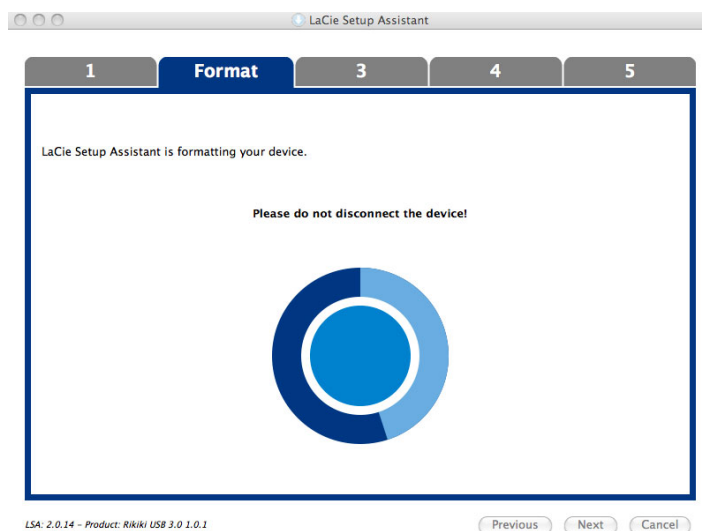 LaCie Setup Assistant
1 Format 3 4 5
LaCie Setup Assistant is formatting your device.
Please do not disconnect the device!
LSA: 2.0.14 – Product: Rikiki USB 3.0 1.0.1
Previous Next Cancel